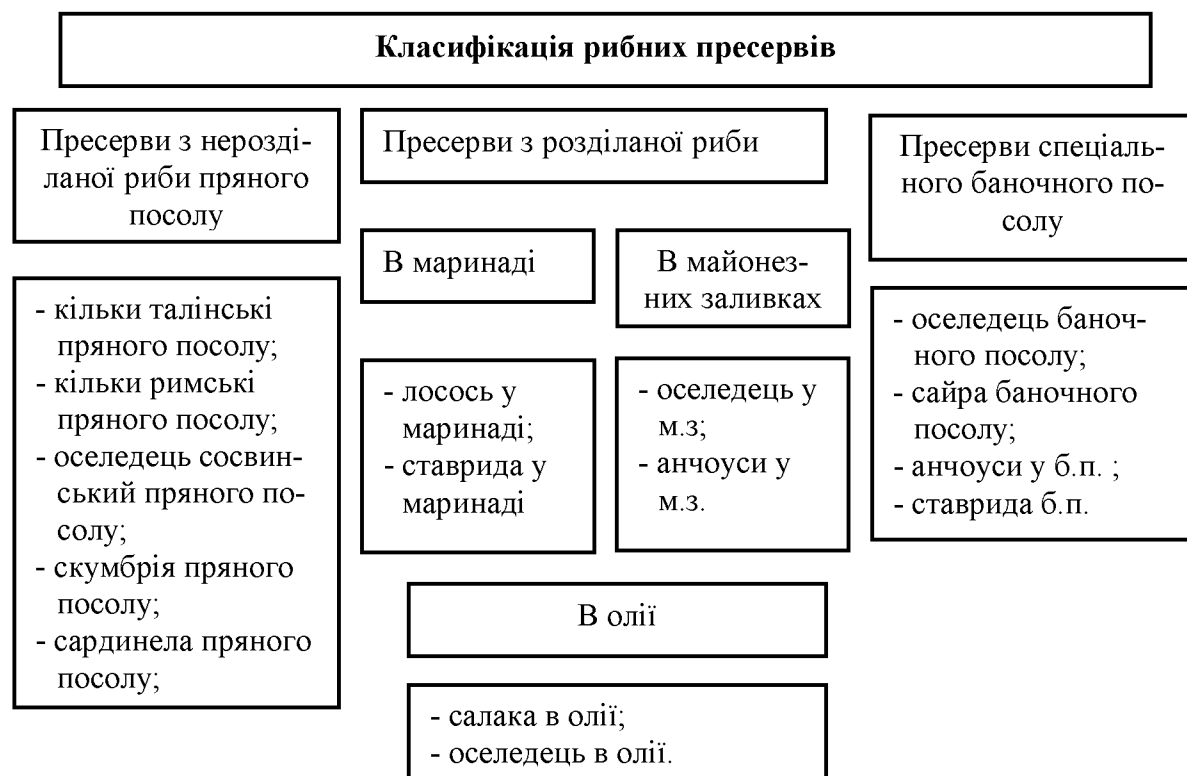 Класифікація рибних пресервів
Пресерви з нерозді-
ланої риби пряного
посолу
- кільки талінські
пряного посолу;
- кільки римські
пряного посолу;
- оселедець сосвин-
ський пряного по-
солу;
- скумбрія пряного
посолу;
- сардинела пряного
посолу;
Пресерви з розділаної риби
В маринаді
- лосось у
маринаді;
- ставрида у
маринаді
В майонез-
них заливках
- оселедець у
м.з;
- анчоуси у
м.з.
В олії
- салака в олії;
- оселедець в олії.
Пресерви спеціаль-
ного баночного по-
солу
- оселедець баноч-
ного посолу;
- сайра баночного
посолу;
- анчоуси у б.п. ;
- ставрида б.п.